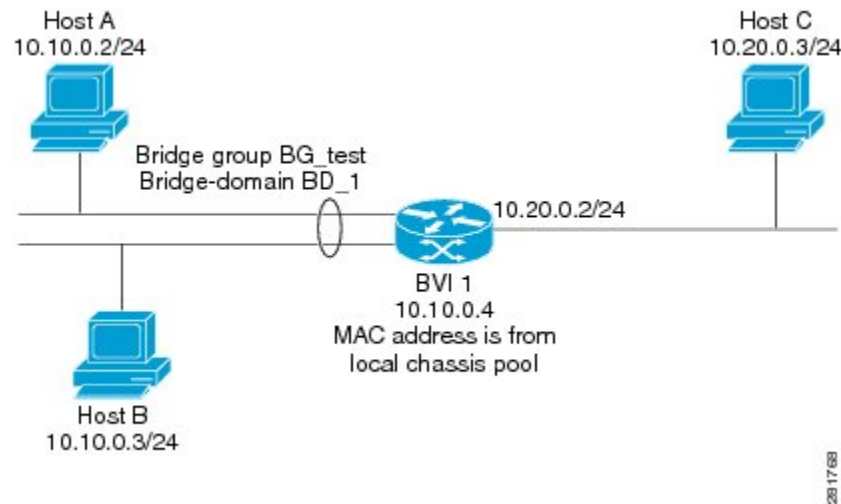 Host A
10.10.0.2/24
Host C
10.20.0.3/24
Bridge group BG_test
Bridge-domain BD_1
10.20.0.2/24
BVI 1
10.10.0.4
MAC address is from
local chassis pool
Host B
10.10.0.3/24
281768